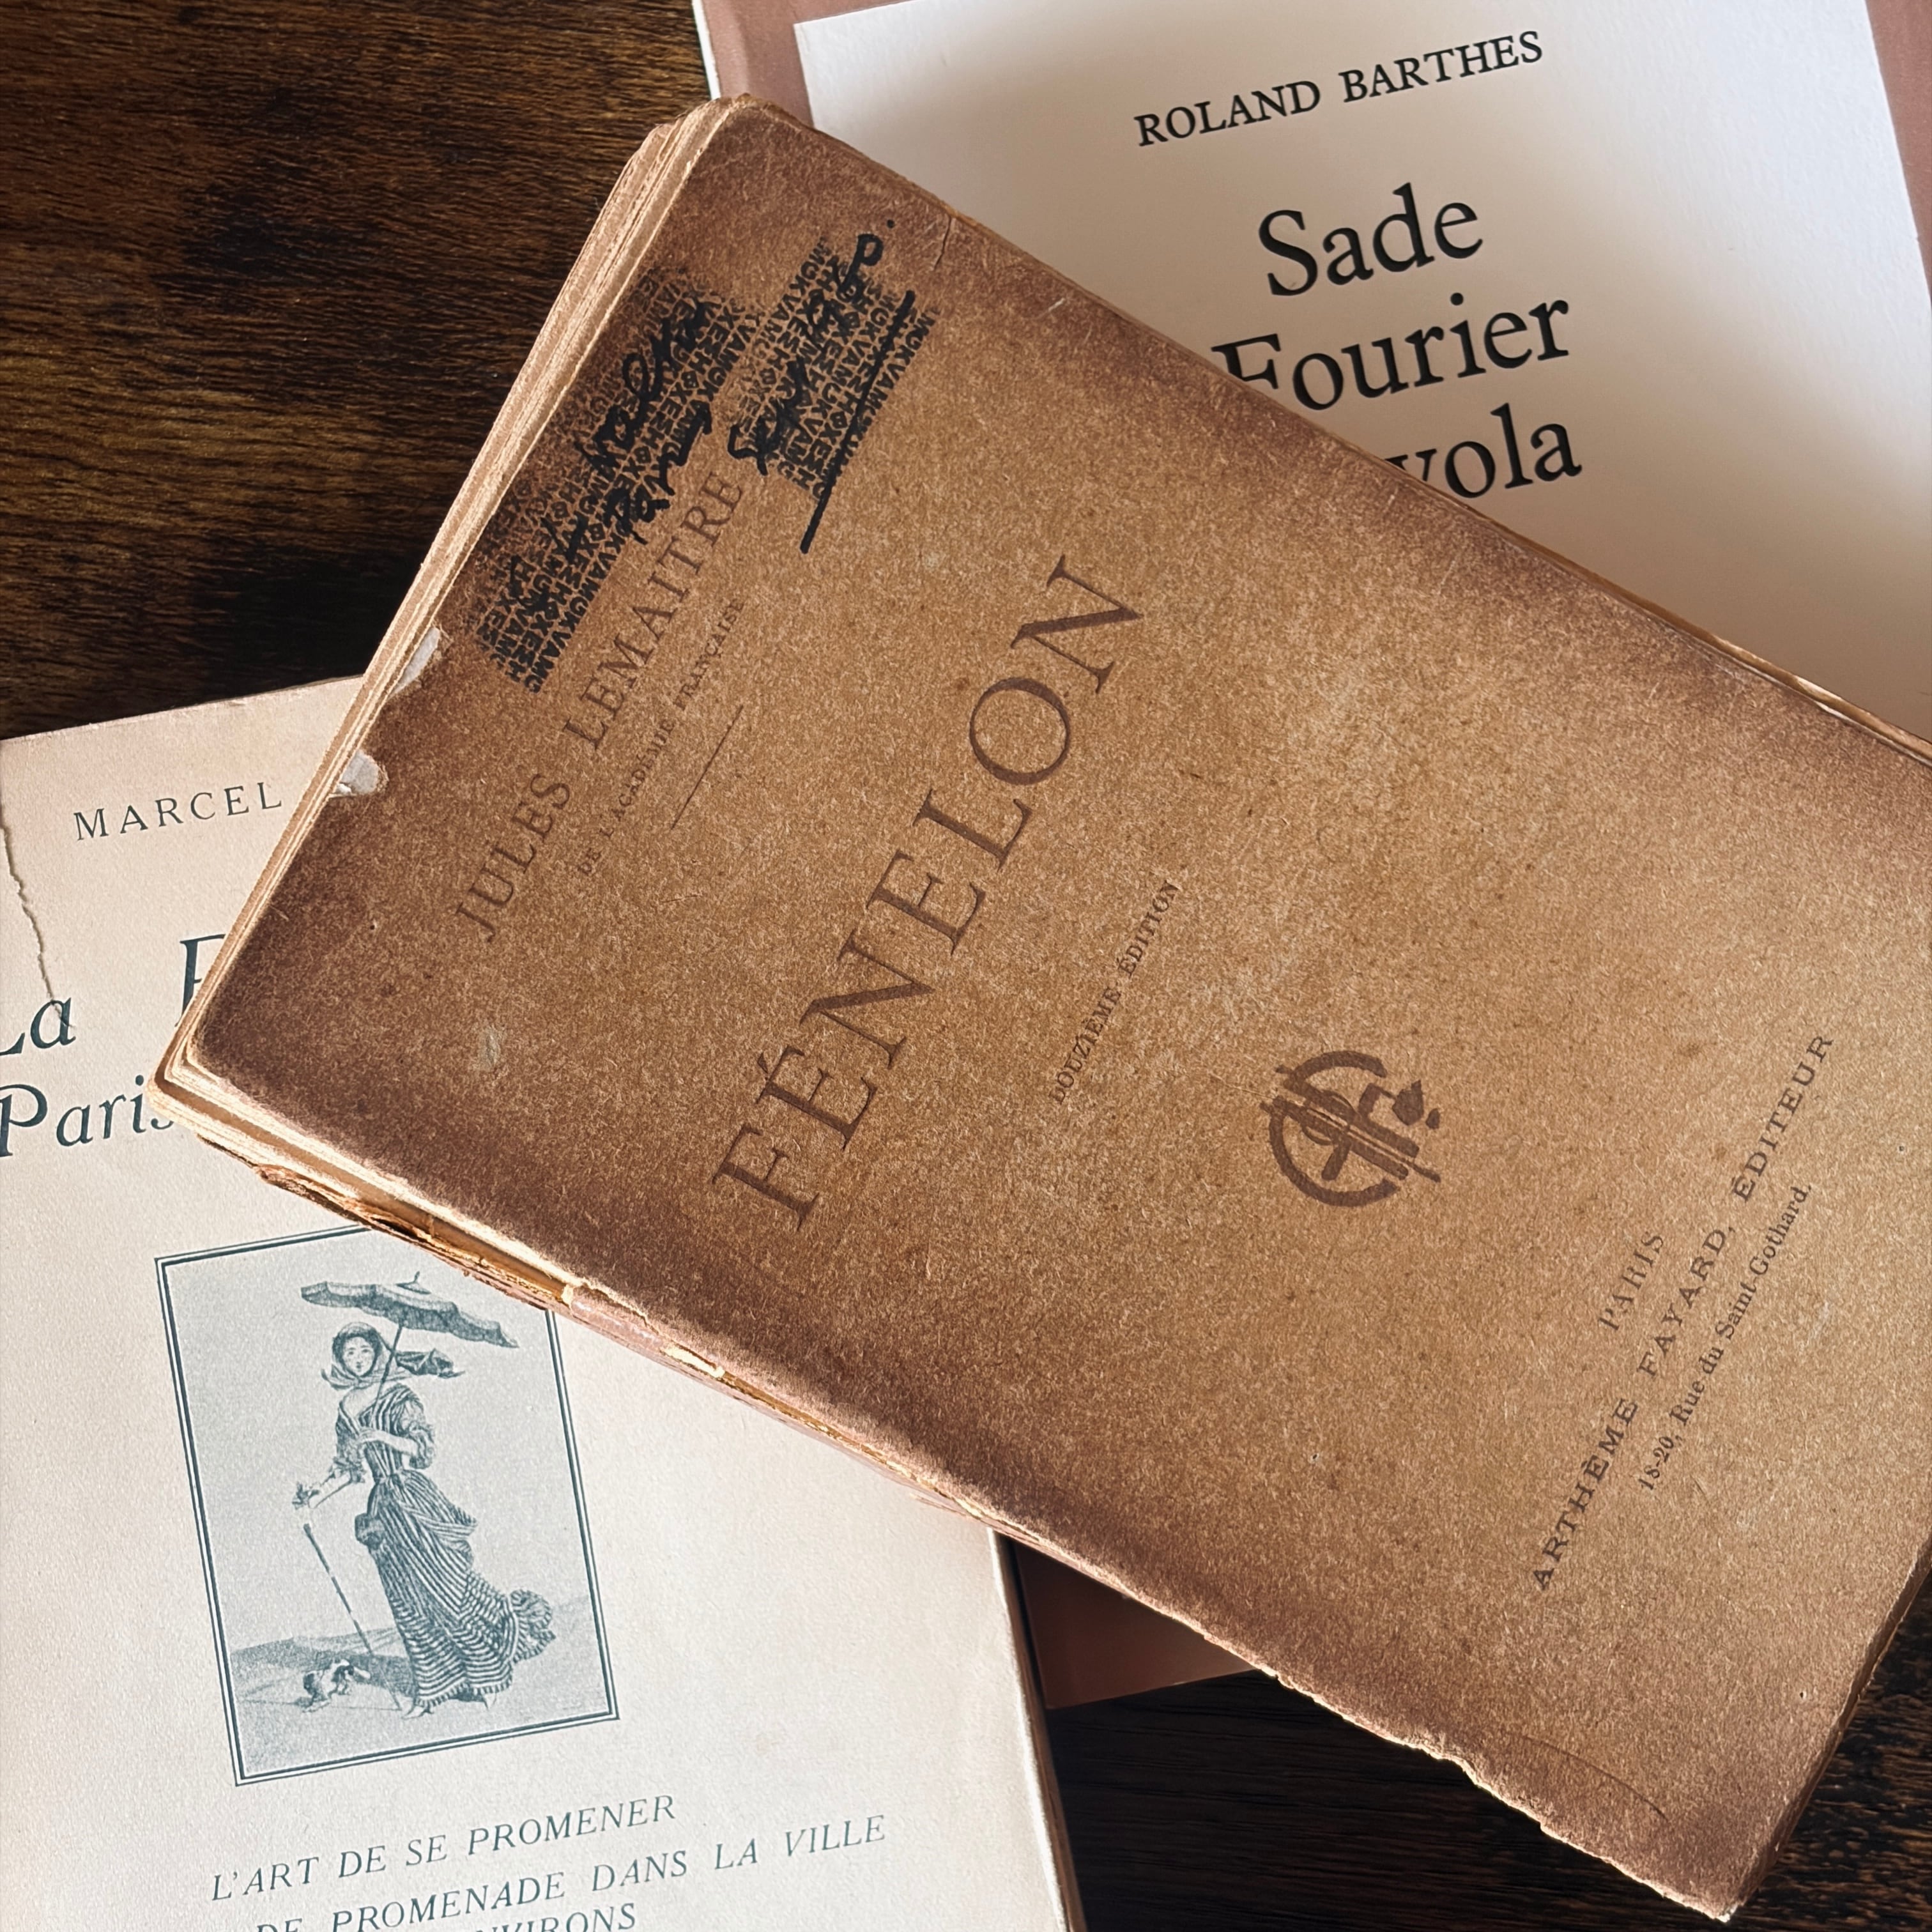 ROLAND BARTHES
Sade
Fourier
yola
JULES LEMAITRE
DE L'ACADÉMIE FRANÇAISE
FÉNELON
DOUZIÈME ÉDITION
PARIS
ARTHÈME FAYARD, ÉDITEUR
18-20, Rue du Saint-Gothard.
MARCEL
La
Paris
L'ART DE SE PROMENER
DE PROMENADE DANS LA VILLE
ENVIRONS